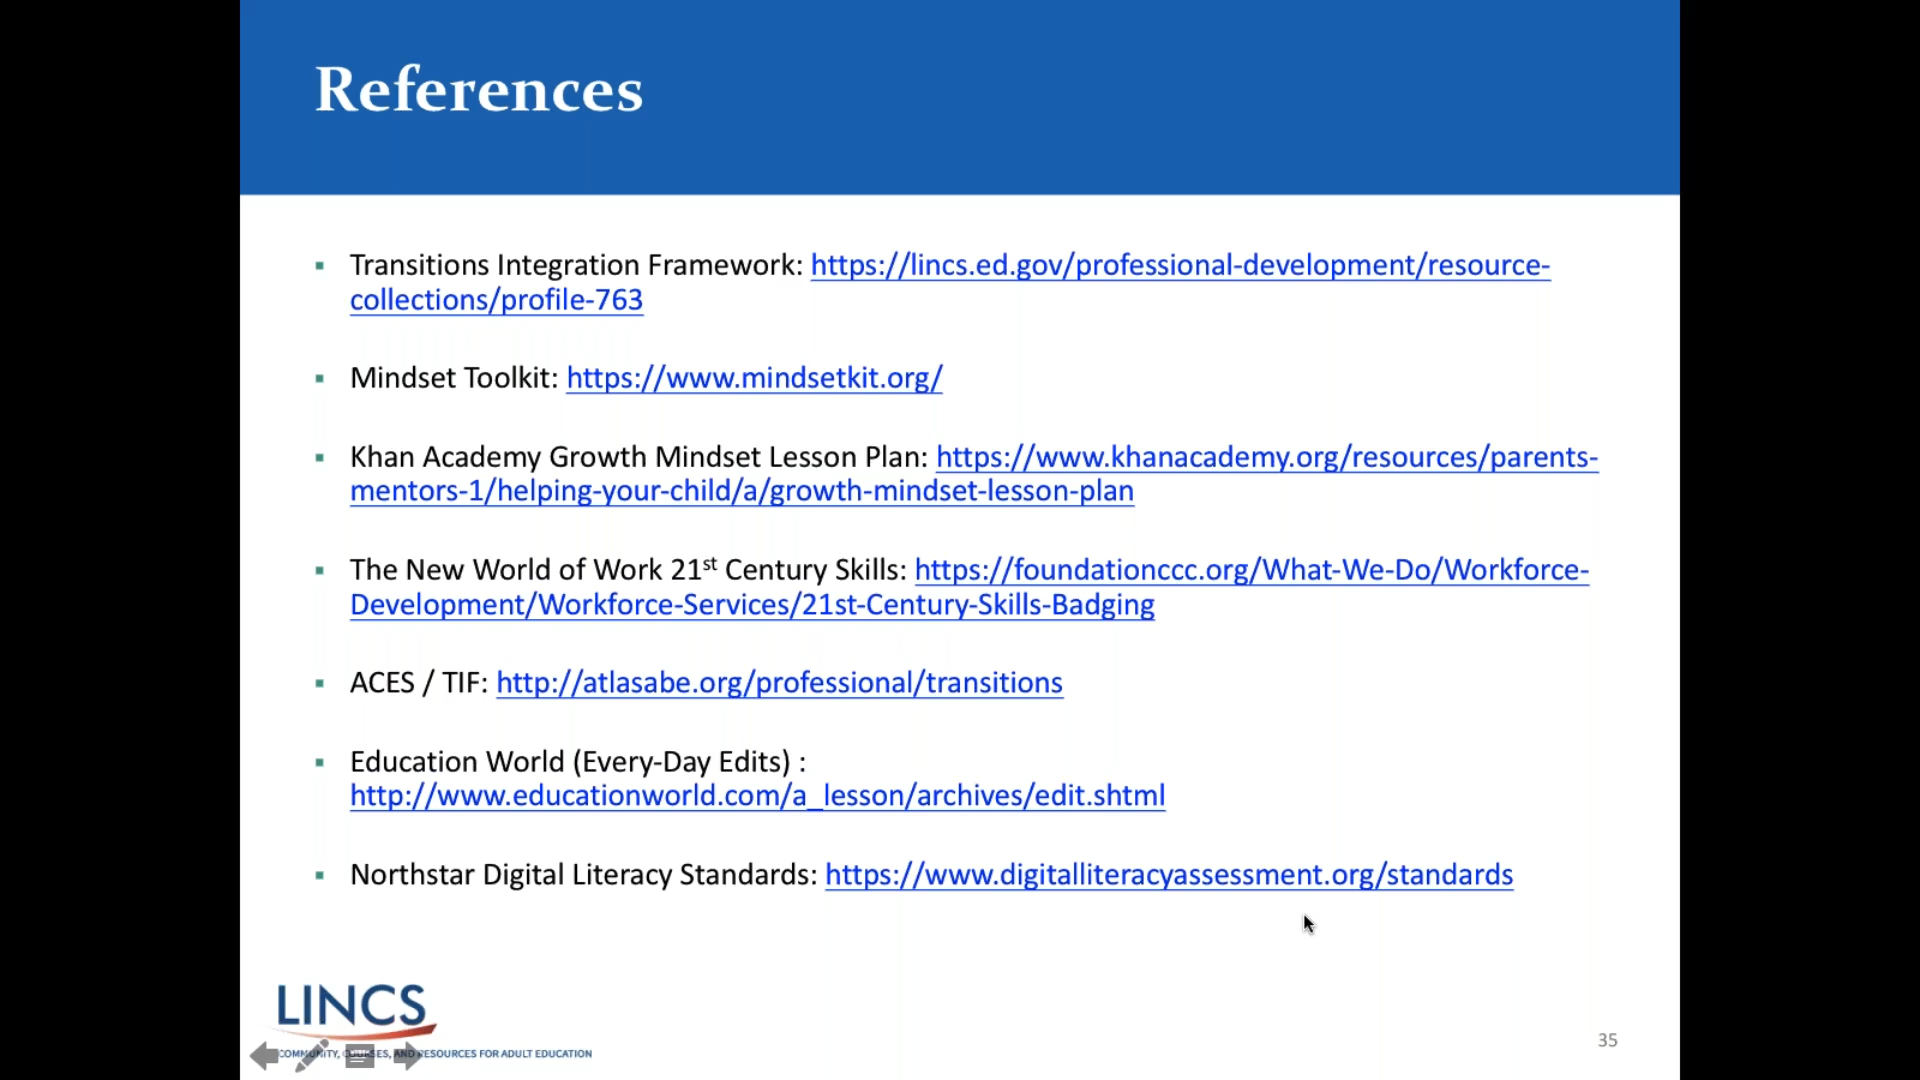 References
▪ Transitions Integration Framework: https://lincs.ed.gov/professional-development/resource-
collections/profile-763
▪ Mindset Toolkit: https://www.mindsetkit.org/
▪ Khan Academy Growth Mindset Lesson Plan: https://www.khanacademy.org/resources/parents-
mentors-1/helping-your-child/a/growth-mindset-lesson-plan
▪ The New World of Work 21st Century Skills: https://foundationccc.org/What-We-Do/Workforce-
Development/Workforce-Services/21st-Century-Skills-Badging
▪ ACES / TIF: http://atlasabe.org/professional/transitions
▪ Education World (Every-Day Edits) :
http://www.educationworld.com/a_lesson/archives/edit.shtml
▪ Northstar Digital Literacy Standards: https://www.digitalliteracyassessment.org/standards
LINCS
COMMUNITY, COURSES, AND RESOURCES FOR ADULT EDUCATION
35